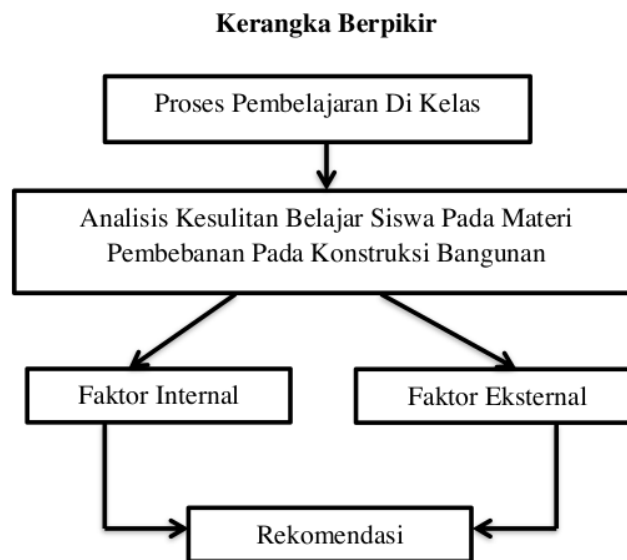 Kerangka Berpikir
Proses Pembelajaran Di Kelas
Analisis Kesulitan Belajar Siswa Pada Materi
Pembebanan Pada Konstruksi Bangunan
Faktor Internal
Faktor Eksternal
Rekomendasi